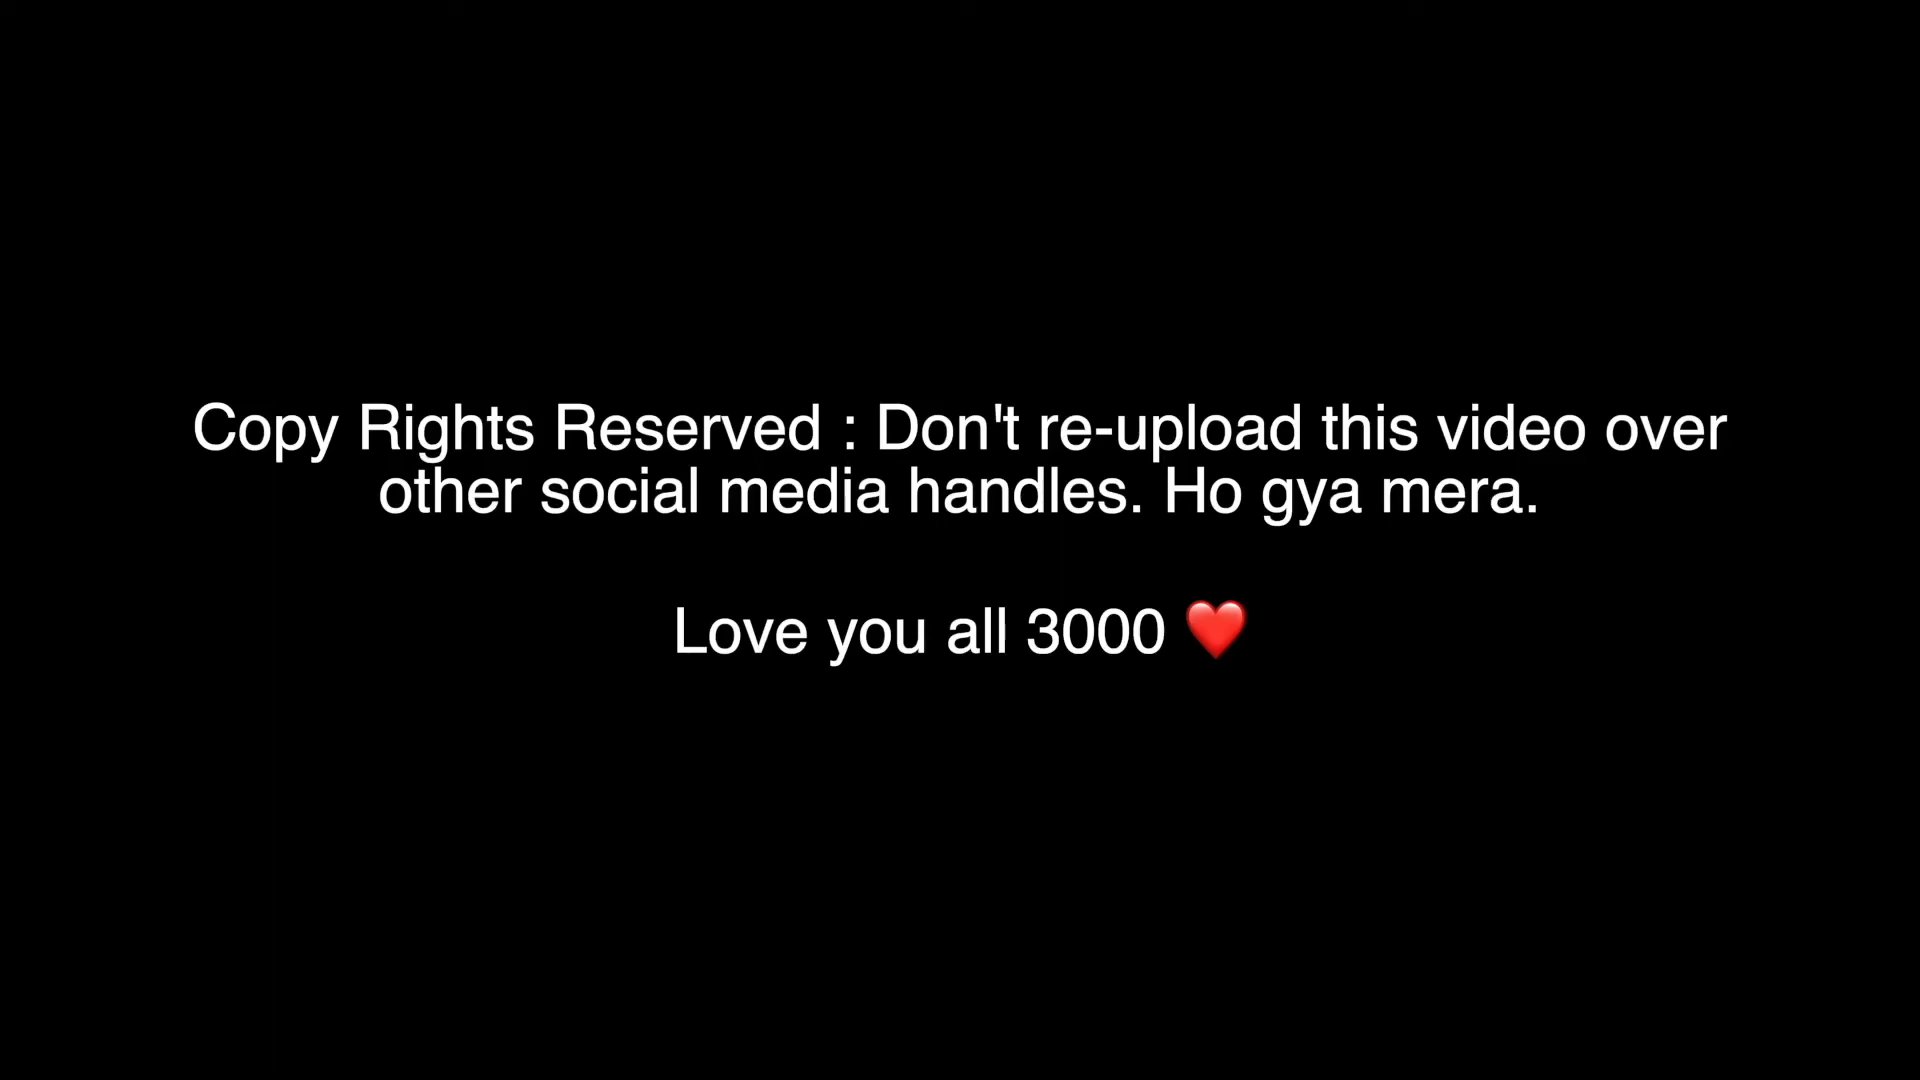 Copy Rights Reserved : Don't re-upload this video over
other social media handles. Ho gya mera.
Love you all 3000 ❤️